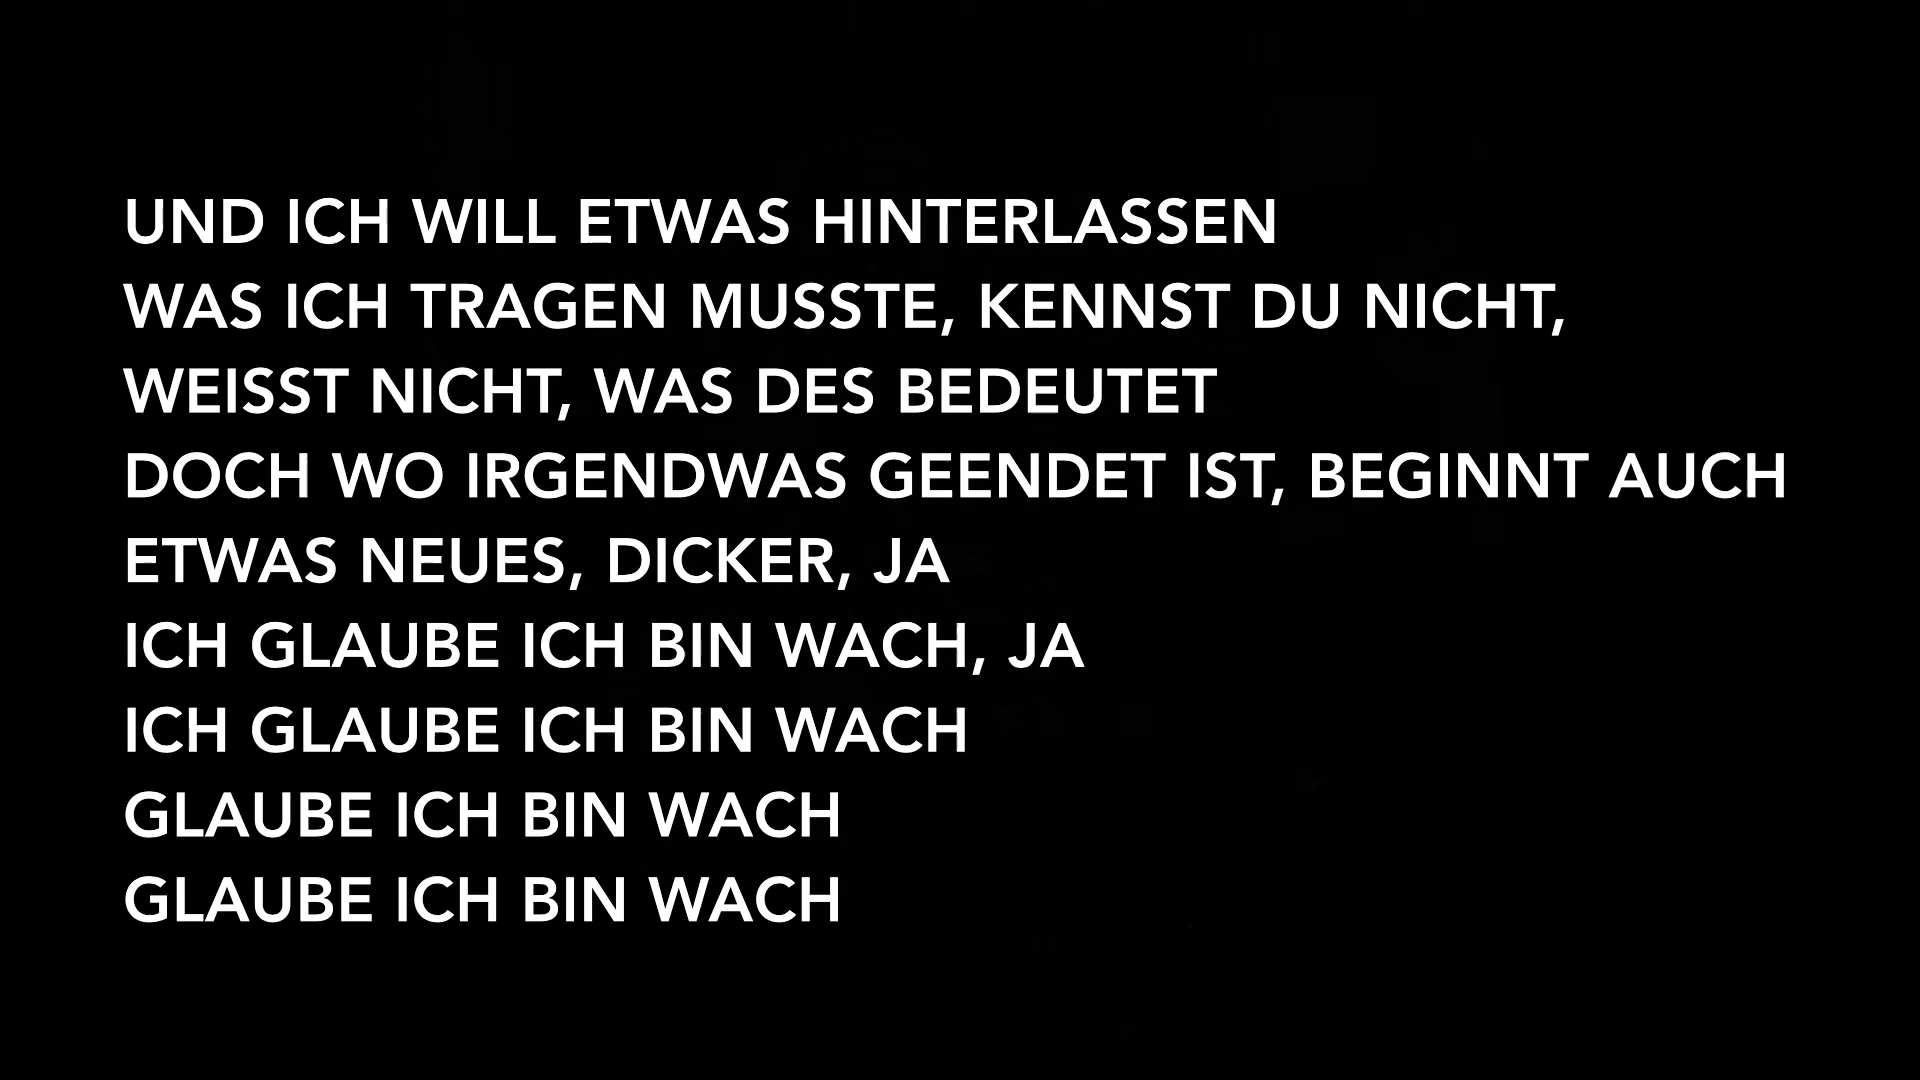 UND ICH WILL ETWAS HINTERLASSEN
WAS ICH TRAGEN MUSSTE, KENNST DU NICHT,
WEISST NICHT, WAS DES BEDEUTET
DOCH WO IRGENDWAS GEENDET IST, BEGINNT AUCH
ETWAS NEUES, DICKER, JA
ICH GLAUBE ICH BIN WACH, JA
ICH GLAUBE ICH BIN WACH
GLAUBE ICH BIN WACH
GLAUBE ICH BIN WACH